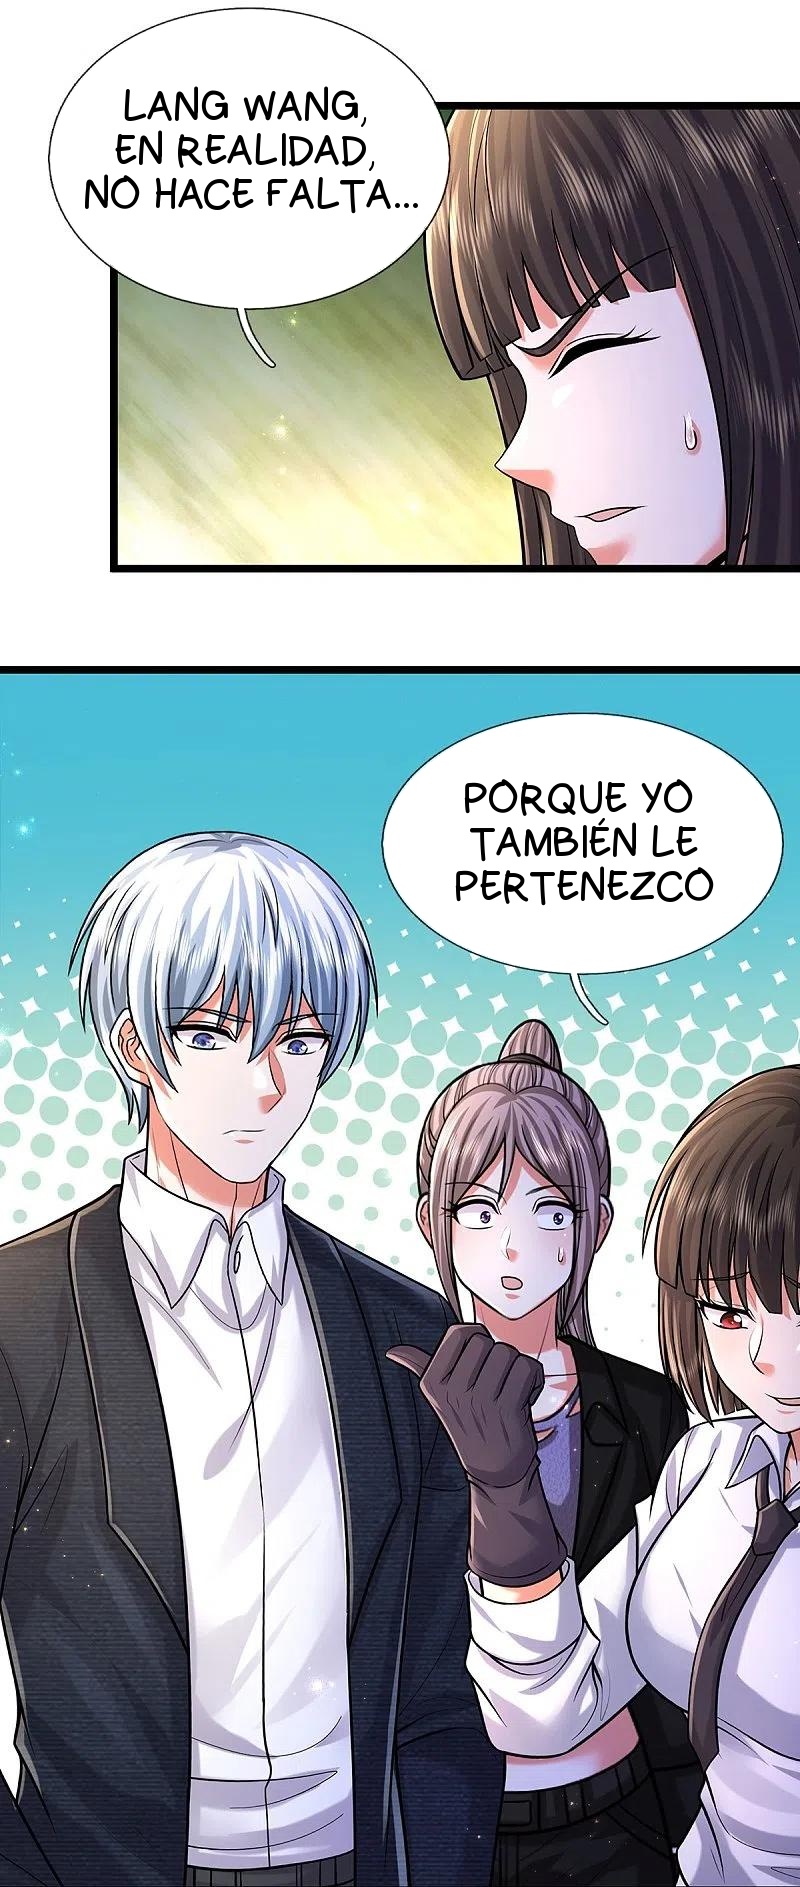 LANG WANG,
EN REALIDAD,
NO HACE FALTA...
PORQUE YO
TAMBIÉN LE
PERTENEZCO